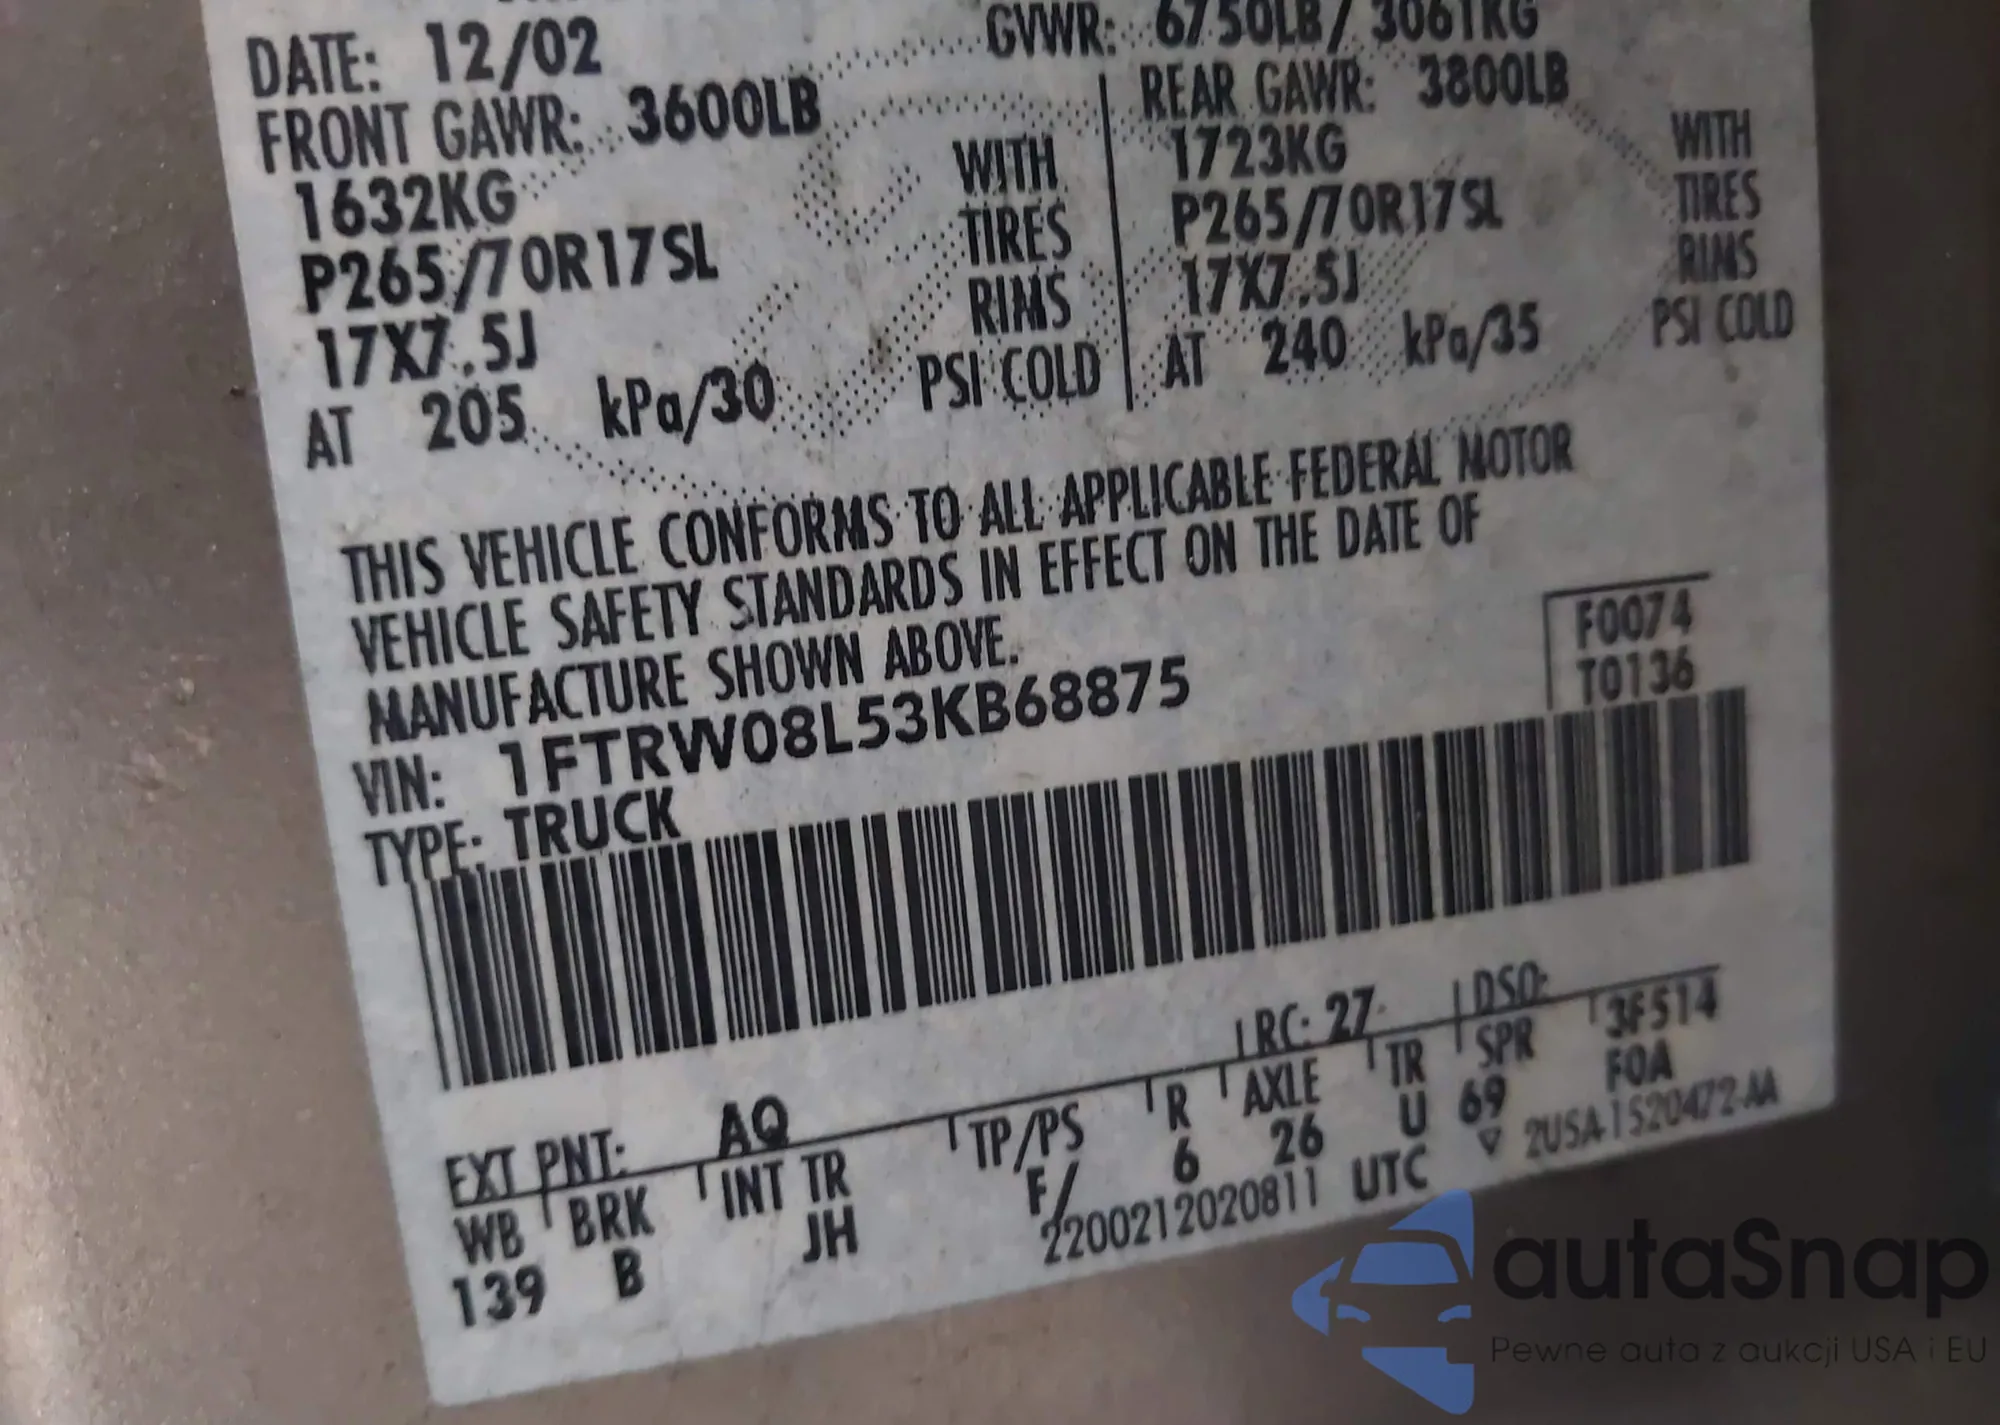 DATE: 12/02 GVWR: 6750LB/ 3061KG
FRONT GAWR: 3600LB REAR GAWR: 3800LB
1632KG WITH 1723KG WITH
P265/70R17SL TIRES P265/70R17SL TIRES
17X7.5J RIMS 17X7.5J RIMS
AT 205 kPa/30 PSI COLD AT 240 kPa/35 PSI COLD
THIS VEHICLE CONFORMS TO ALL APPLICABLE FEDERAL MOTOR
VEHICLE SAFETY STANDARDS IN EFFECT ON THE DATE OF
MANUFACTURE SHOWN ABOVE.
F0074
T0136
VIN: 1FTRW08L53KB68875
TYPE: TRUCK
EXT PNT: AQ RC: 27 DSO:
WB BRK INT TR TP/PS R AXLE TR SPR 3F514
139 B JH F/ 6 26 U 69 F0A
2200212020811 UTC ▽ 2USA-1520472-AA
autaSnap
Pewne auta z aukcji USA i EU